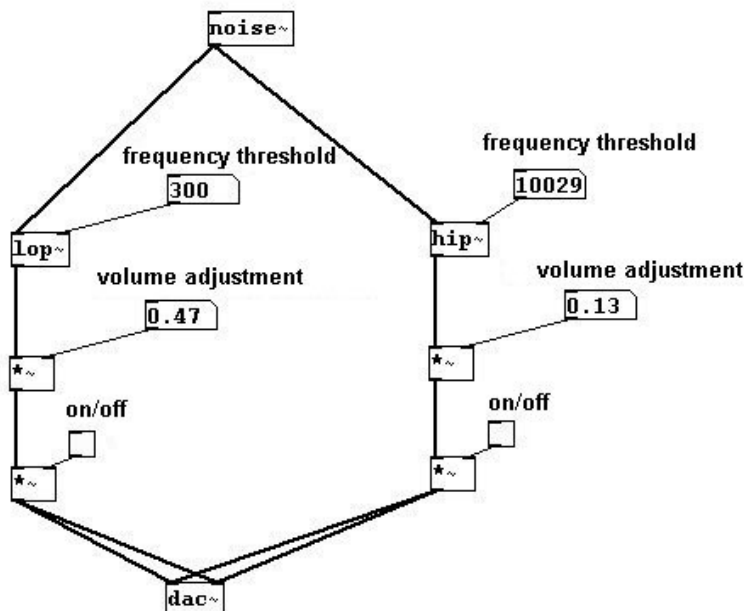 noise~
frequency threshold
frequency threshold
300
10029
lop~
hip~
volume adjustment
volume adjustment
0.47
0.13
*~
*~
on/off
on/off
*~
*~
dac~